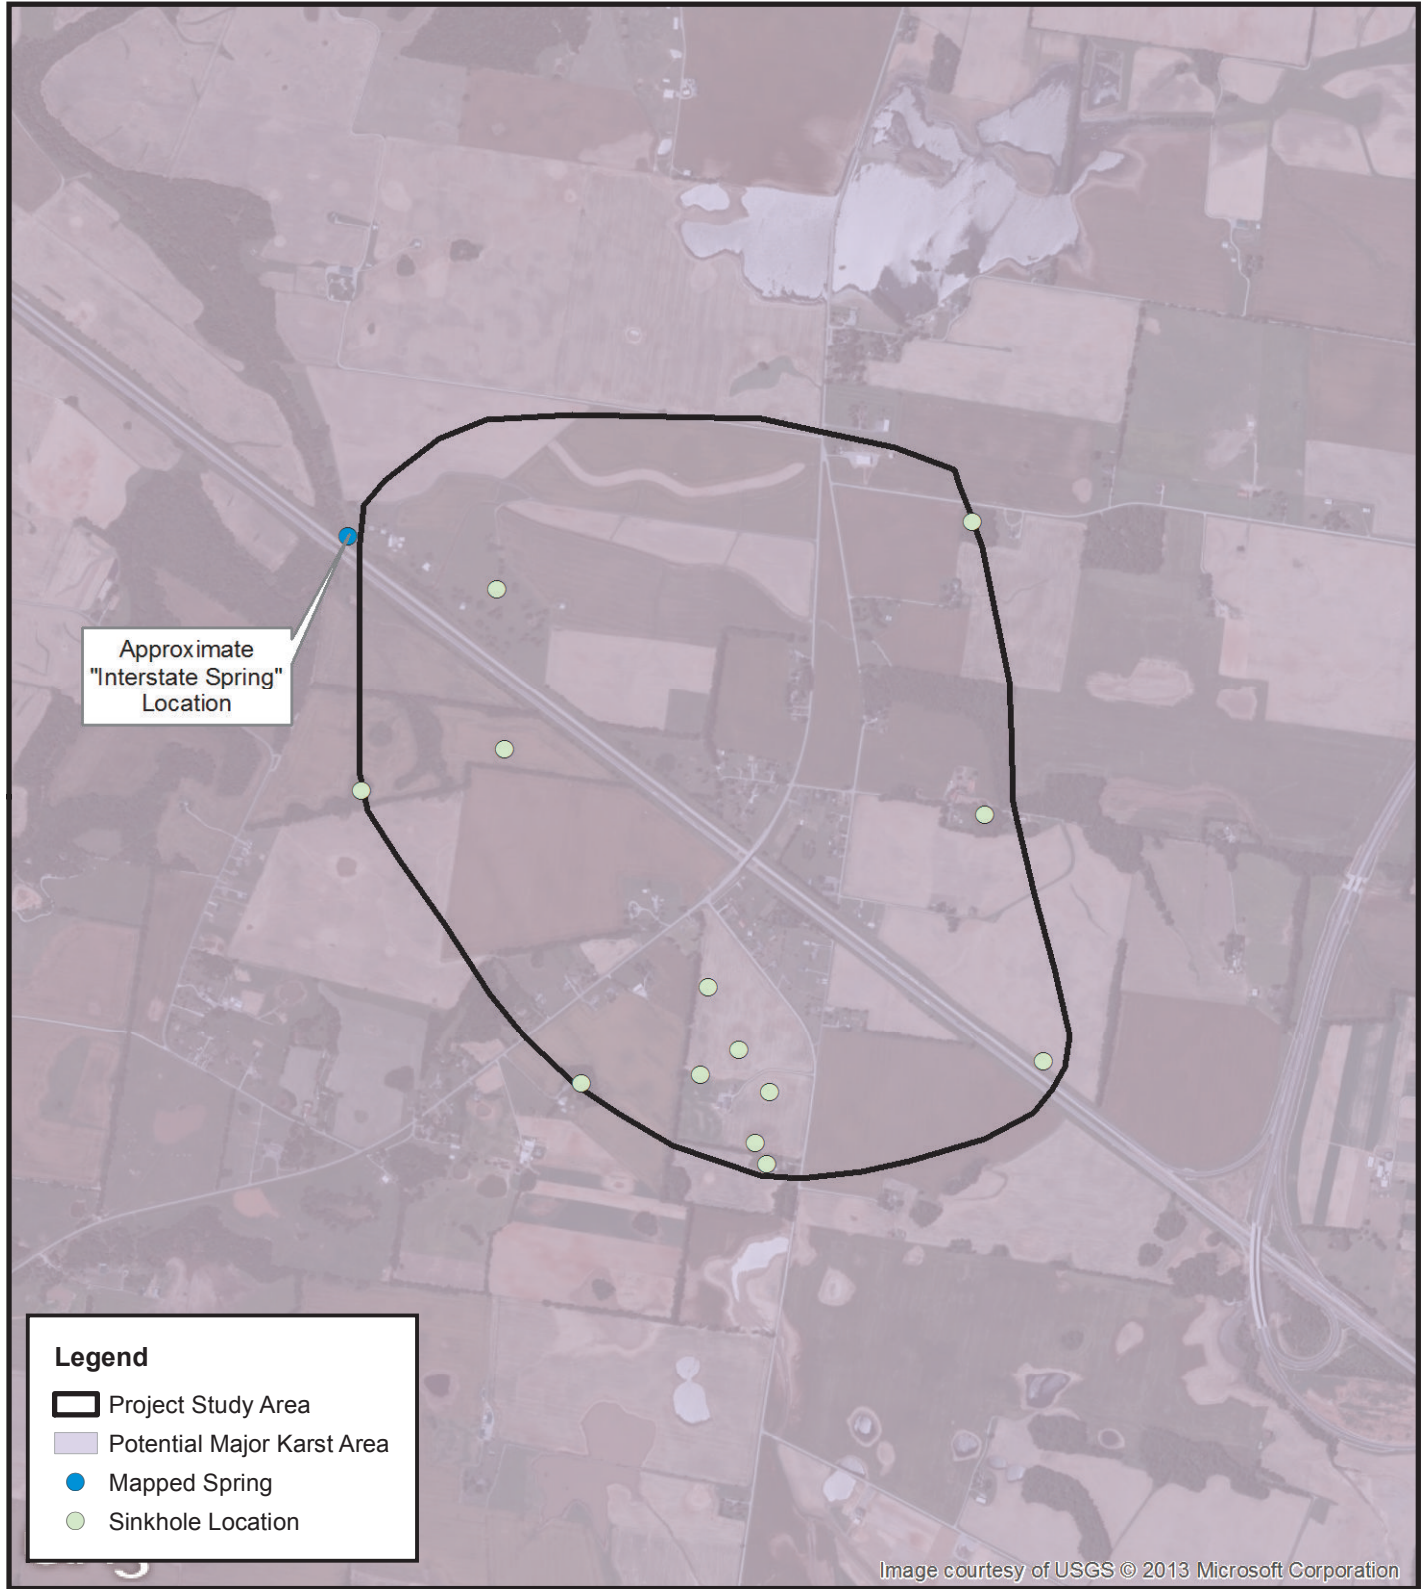 Approximate
"Interstate Spring"
Location
Legend
Project Study Area
Potential Major Karst Area
Mapped Spring
Sinkhole Location
Image courtesy of USGS © 2013 Microsoft Corporation